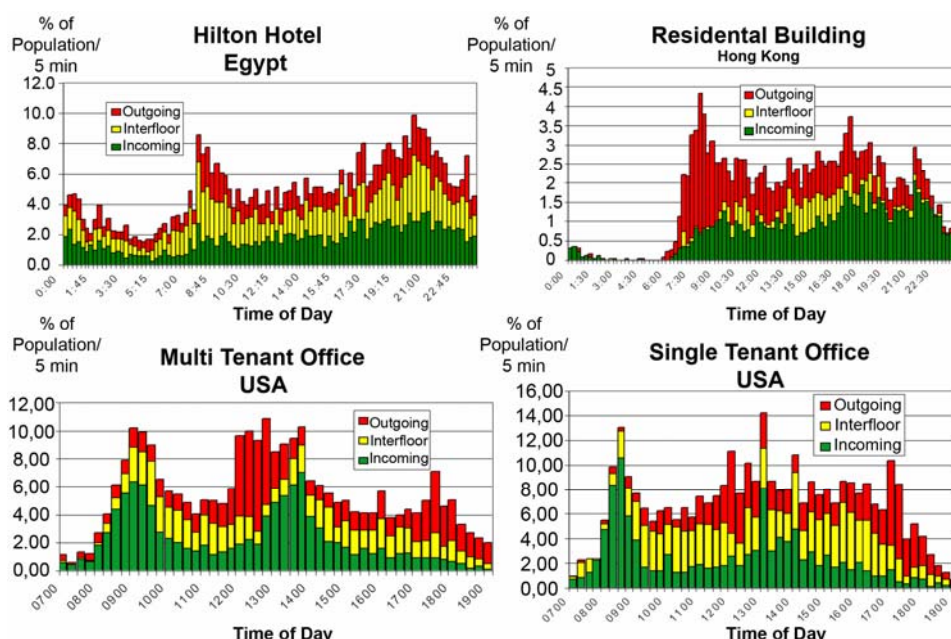 % of
Population/
5 min
Hilton Hotel
Egypt
12.0
10.0
8.0
6.0
4.0
2.0
0.0
Outgoing
Interfloor
Incoming
0:00
1:45
3:30
5:15
7:00
8:45
10:30
12:15
14:00
15:45
17:30
19:15
21:00
22:45
Time of Day
% of
Population/
5 min
Residental Building
Hong Kong
5
4.5
4
3.5
3
2.5
2
1.5
1
0.5
0
Outgoing
Interfloor
Incoming
0:00
1:30
3:00
4:30
6:00
7:30
9:00
10:30
12:00
13:30
15:00
16:30
18:00
19:30
21:00
22:30
Time of Day
% of
Population/
5 min
Multi Tenant Office
USA
12,00
10,00
8,00
6,00
4,00
2,00
0,00
Outgoing
Interfloor
Incoming
0700
0800
0900
1000
1100
1200
1300
1400
1500
1600
1700
1800
1900
Time of Day
% of
Population/
5 min
Single Tenant Office
USA
16,00
14,00
12,00
10,00
8,00
6,00
4,00
2,00
0,00
Outgoing
Interfloor
Incoming
0700
0800
0900
1000
1100
1200
1300
1400
1500
1600
1700
1800
1900
Time of Day